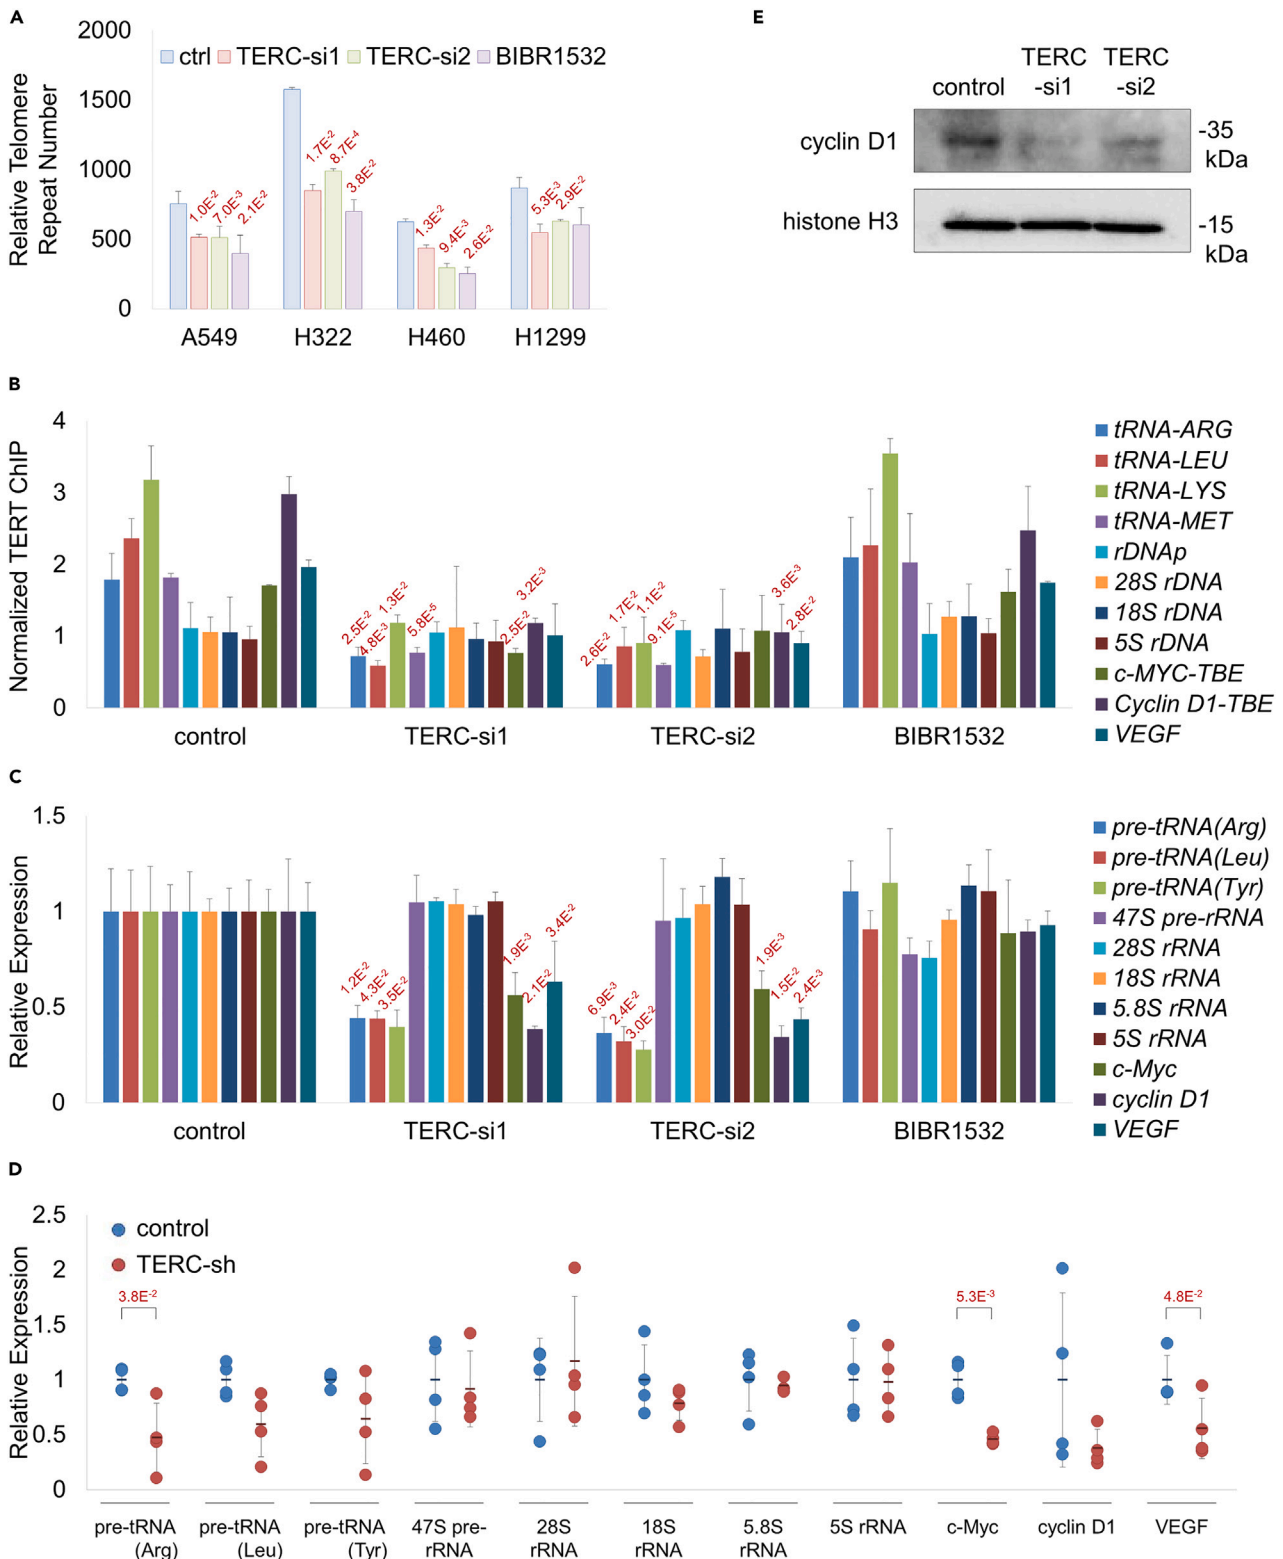 A
2000
1500
1000
500
0
Relative Telomere
Repeat Number
ctrl TERC-si1 TERC-si2 BIBR1532
1.0E-2
7.0E-3
2.1E-2
1.7E-2
8.7E-4
3.8E-2
1.3E-2
9.4E-3
2.6E-2
5.3E-3
2.9E-2
A549 H322 H460 H1299
E
control TERC -si1 TERC -si2
cyclin D1
-35
kDa
histone H3
-15
kDa
B
4
3
2
1
0
Normalized TERT ChIP
2.5E-2
4.8E-3
1.3E-2
5.8E-5
2.5E-2
3.2E-3
2.6E-2
1.7E-2
1.1E-2
9.1E-5
3.6E-3
2.8E-2
control TERC-si1 TERC-si2 BIBR1532
tRNA-ARG
tRNA-LEU
tRNA-LYS
tRNA-MET
rDNAp
28S rDNA
18S rDNA
5S rDNA
c-MYC-TBE
Cyclin D1-TBE
VEGF
C
1.5
1
0.5
0
Relative Expression
1.2E-2
4.3E-2
3.5E-2
1.9E-3
2.1E-2
3.4E-2
6.9E-3
2.4E-2
3.0E-2
1.9E-3
1.5E-2
2.4E-3
control TERC-si1 TERC-si2 BIBR1532
pre-tRNA(Arg)
pre-tRNA(Leu)
pre-tRNA(Tyr)
47S pre-rRNA
28S rRNA
18S rRNA
5.8S rRNA
5S rRNA
c-Myc
cyclin D1
VEGF
D
2.5
2
1.5
1
0.5
0
Relative Expression
control
TERC-sh
3.8E-2
5.3E-3
4.8E-2
pre-tRNA (Arg)
pre-tRNA (Leu)
pre-tRNA (Tyr)
47S pre- rRNA
28S rRNA
18S rRNA
5.8S rRNA
5S rRNA
c-Myc
cyclin D1
VEGF